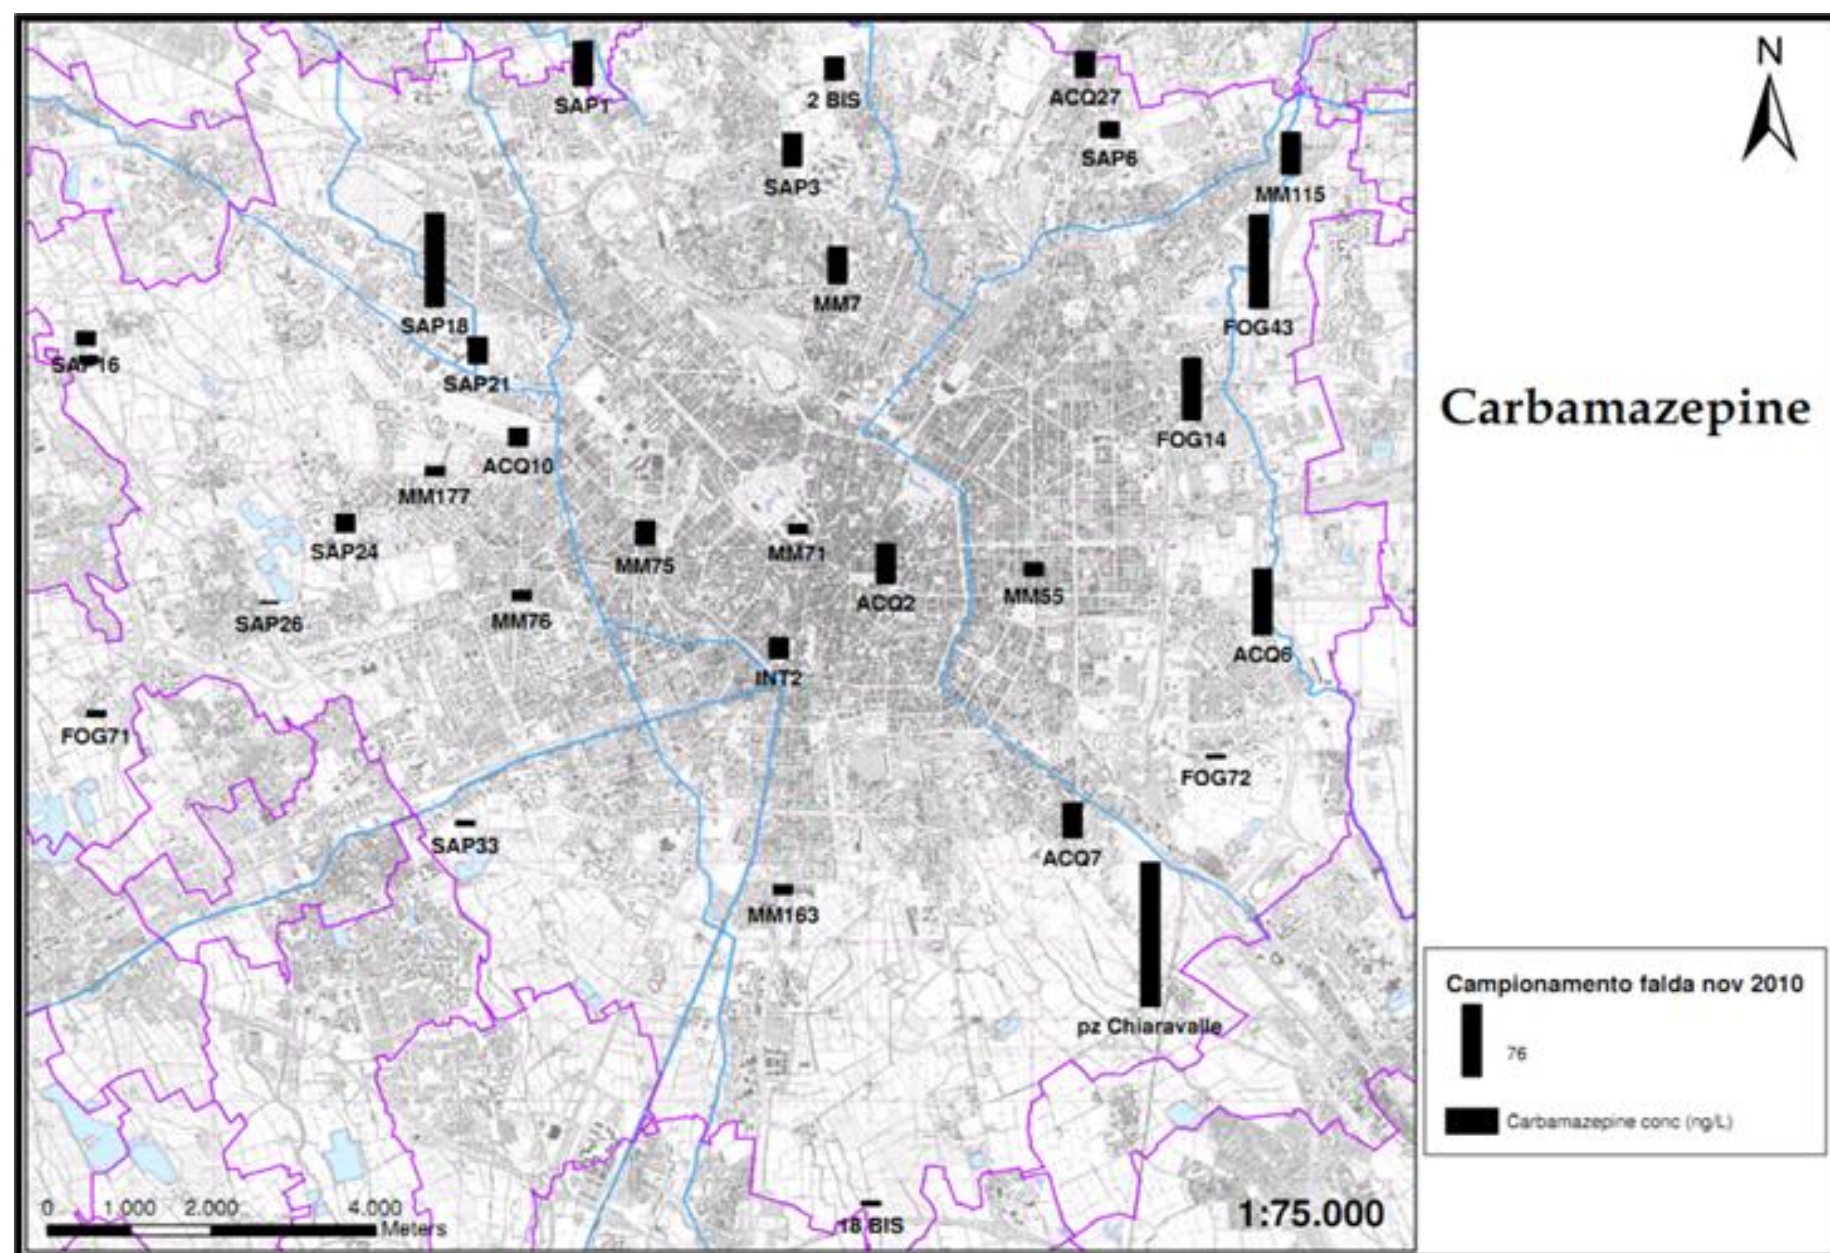 N
SAP1
2 BIS
ACQ27
SAP6
SAP3
MM115
MM7
SAP18
FOG43
SAP16
SAP21
Carbamazepine
FOG14
ACQ10
MM177
SAP24
MM75
MM71
ACQ2
MM55
SAP26
MM76
ACQ6
INT2
FOG71
FOG72
SAP33
ACQ7
MM163
pz Chiaravalle
Campionamento falda nov 2010
76
Carbamazepine conc (ng/L)
18 BIS
0 1.000 2.000 4.000
Meters
1:75.000